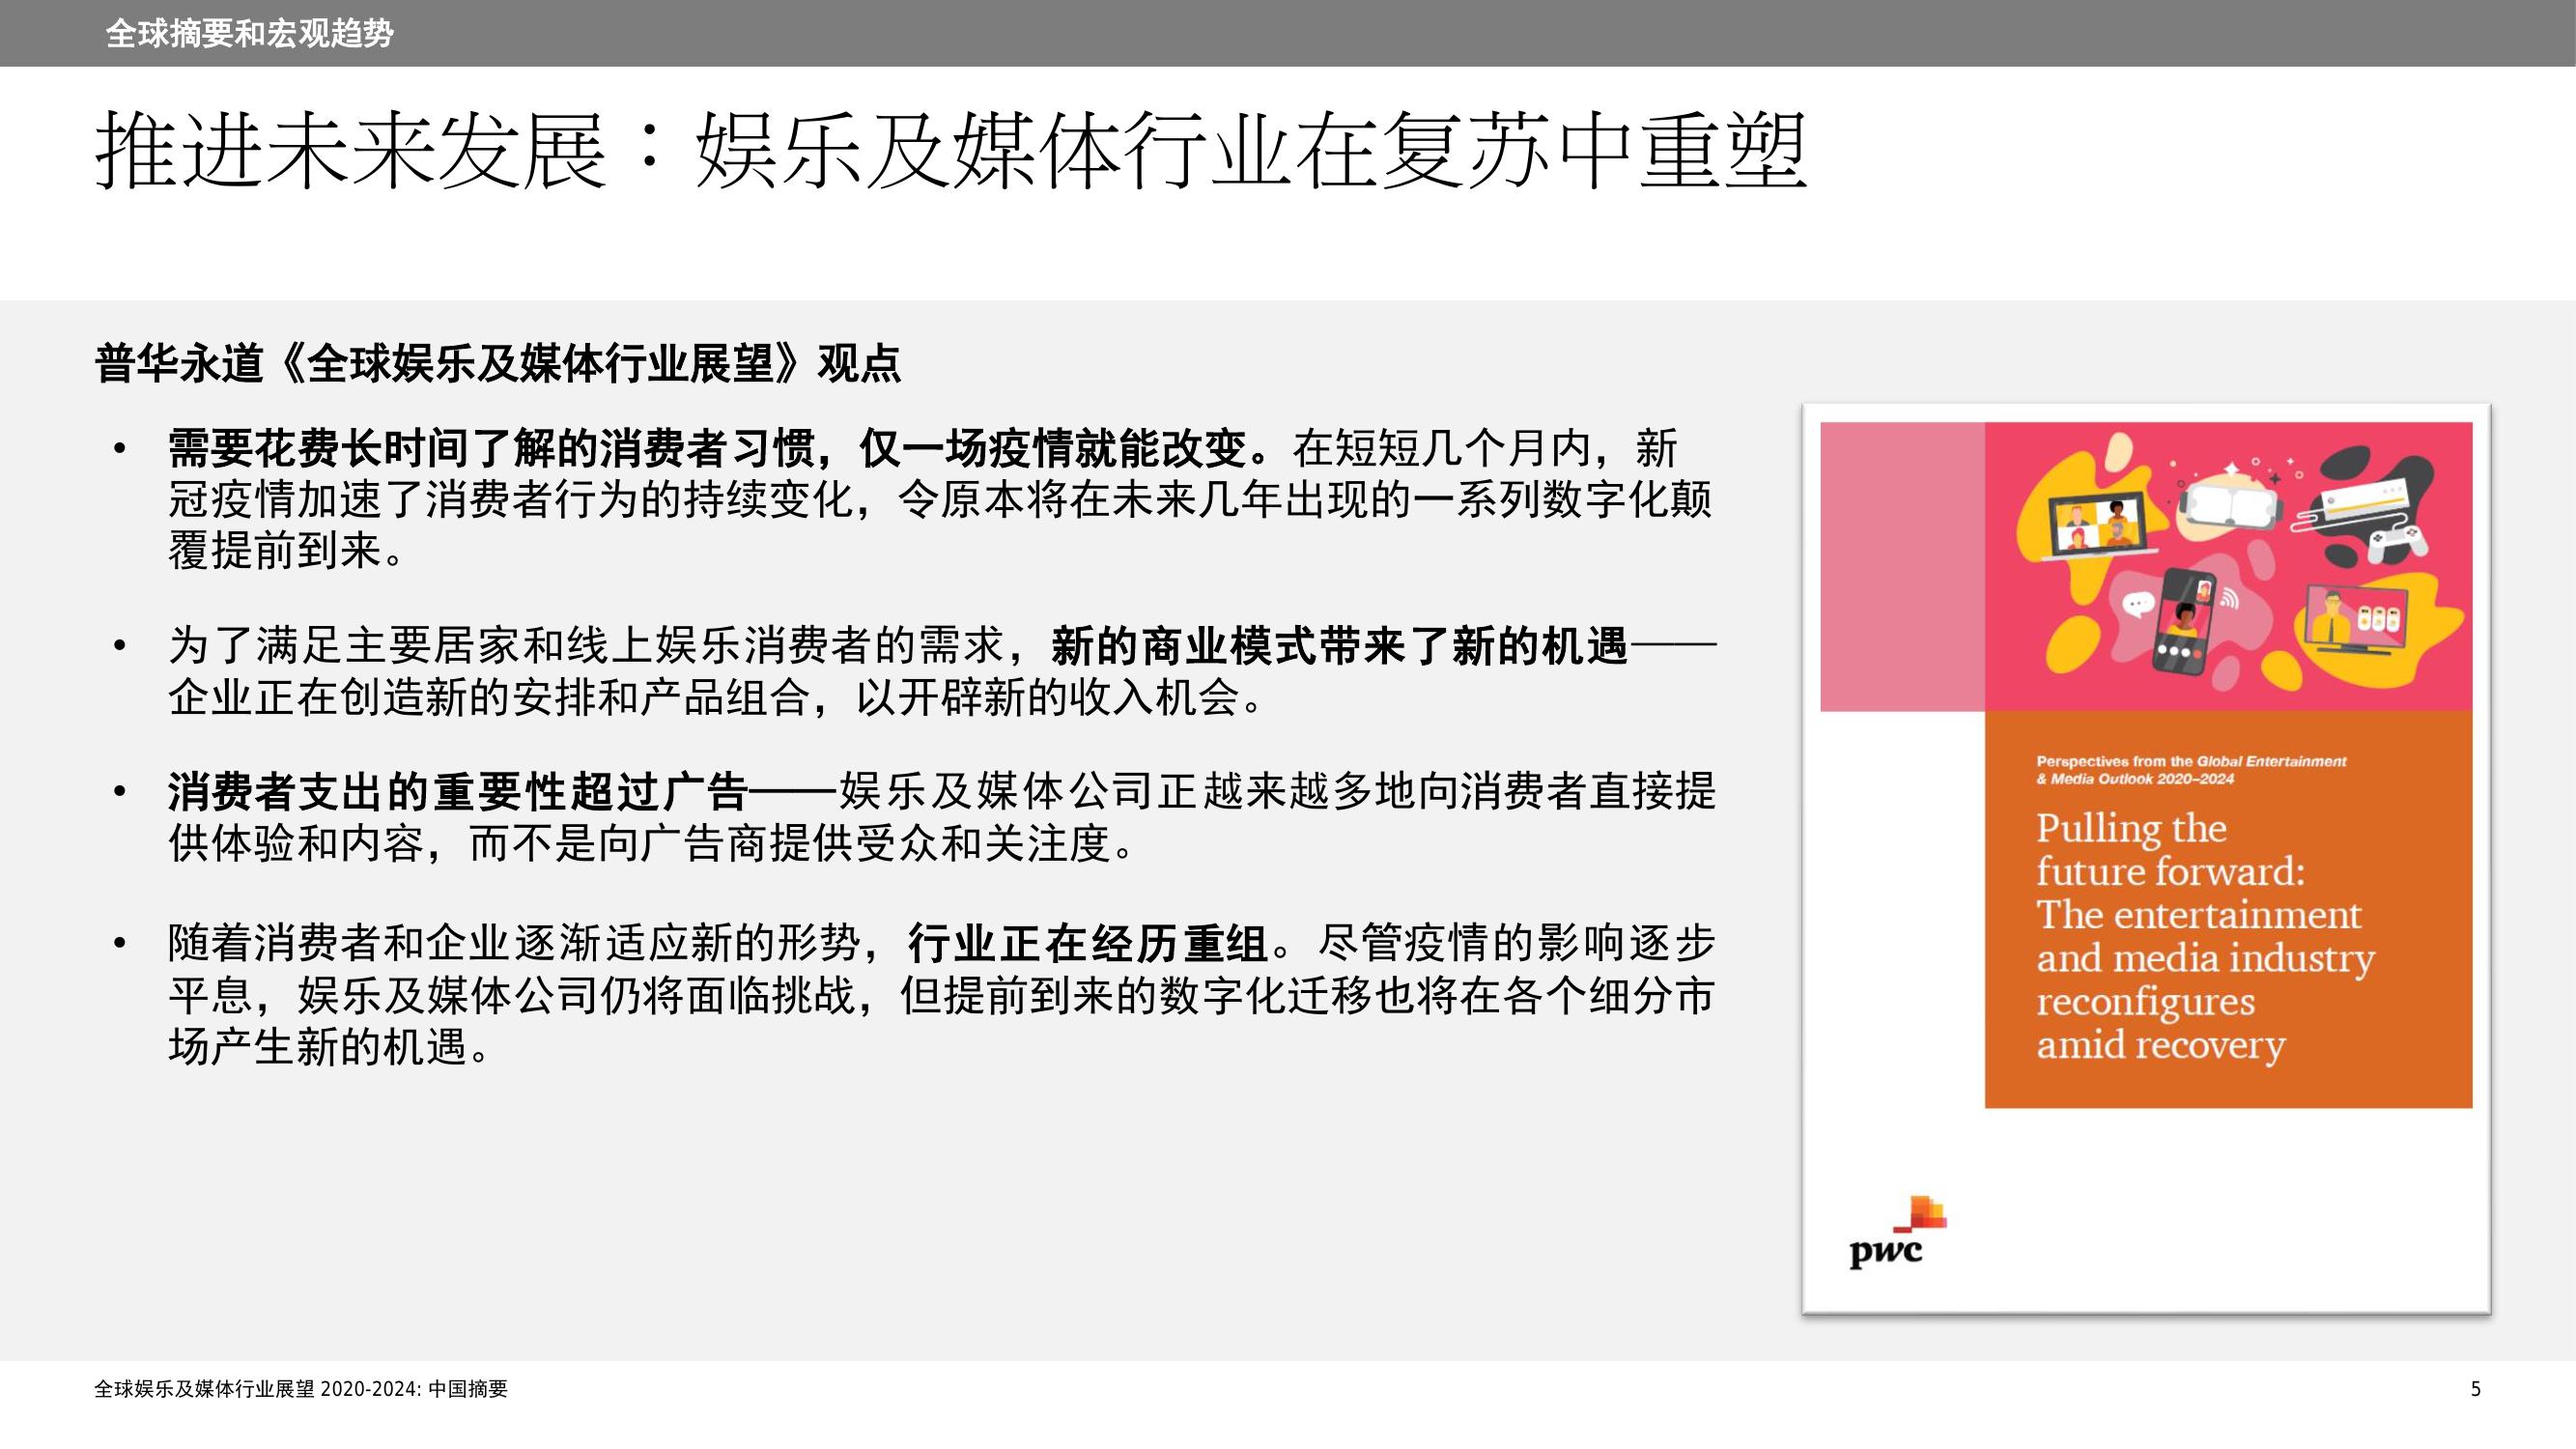 全球摘要和宏观趋势
推进未来发展：娱乐及媒体行业在复苏中重塑
普华永道《全球娱乐及媒体行业展望》观点
• 需要花费长时间了解的消费者习惯，仅一场疫情就能改变。在短短几个月内，新
冠疫情加速了消费者行为的持续变化，令原本将在未来几年出现的一系列数字化颠
覆提前到来。
• 为了满足主要居家和线上娱乐消费者的需求，新的商业模式带来了新的机遇——
企业正在创造新的安排和产品组合，以开辟新的收入机会。
• 消费者支出的重要性超过广告——娱乐及媒体公司正越来越多地向消费者直接提
供体验和内容，而不是向广告商提供受众和关注度。
• 随着消费者和企业逐渐适应新的形势，行业正在经历重组。尽管疫情的影响逐步
平息，娱乐及媒体公司仍将面临挑战，但提前到来的数字化迁移也将在各个细分市
场产生新的机遇。
Perspectives from the Global Entertainment
& Media Outlook 2020–2024
Pulling the
future forward:
The entertainment
and media industry
reconfigures
amid recovery
pwc
全球娱乐及媒体行业展望 2020-2024: 中国摘要
5